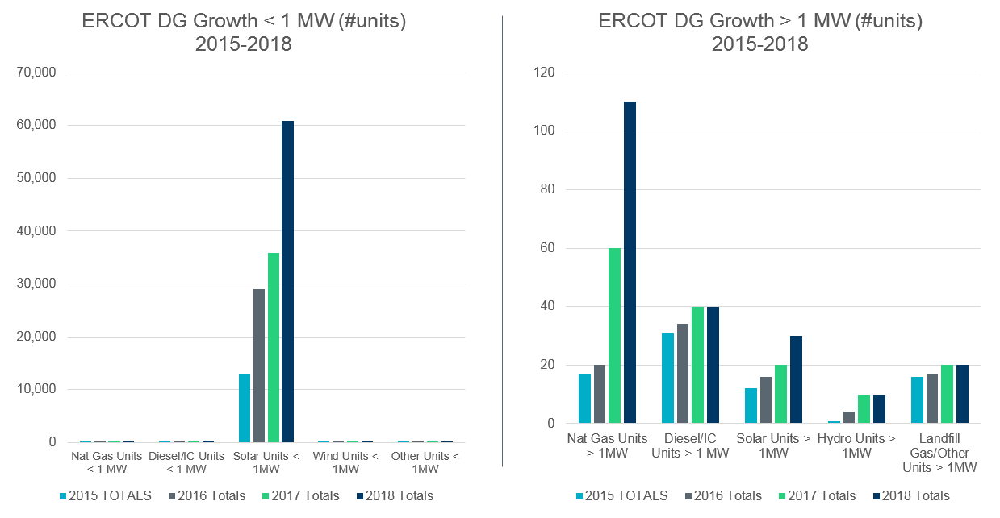 ERCOT DG Growth < 1 MW (#units)
2015-2018
70,000
60,000
50,000
40,000
30,000
20,000
10,000
0
Nat Gas Units
< 1 MW
Diesel/IC Units
< 1 MW
Solar Units <
1MW
Wind Units <
1MW
Other Units <
1MW
2015 TOTALS
2016 Totals
2017 Totals
2018 Totals
ERCOT DG Growth > 1 MW (#units)
2015-2018
120
100
80
60
40
20
0
Nat Gas Units
> 1MW
Diesel/IC
Units > 1 MW
Solar Units >
1MW
Hydro Units >
1MW
Landfill
Gas/Other
Units > 1MW
2015 TOTALS
2016 Totals
2017 Totals
2018 Totals